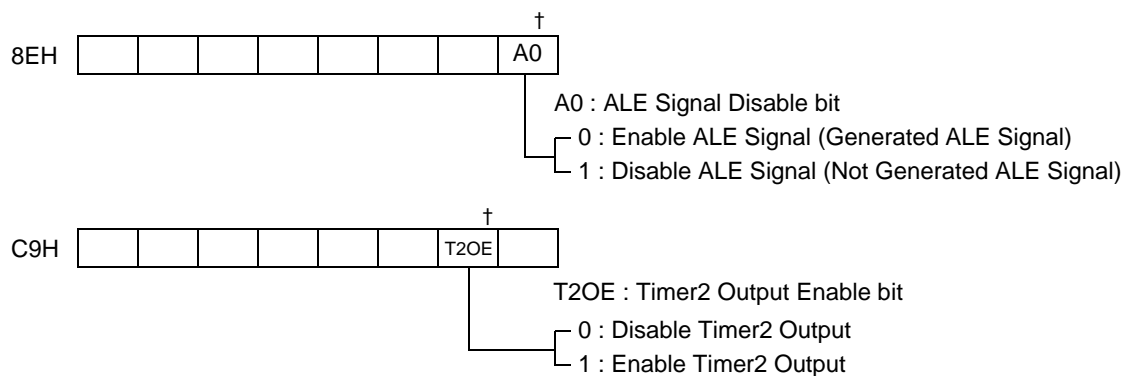 †
8EH A0
A0 : ALE Signal Disable bit
0 : Enable ALE Signal (Generated ALE Signal)
1 : Disable ALE Signal (Not Generated ALE Signal)
†
C9H T2OE
T2OE : Timer2 Output Enable bit
0 : Disable Timer2 Output
1 : Enable Timer2 Output